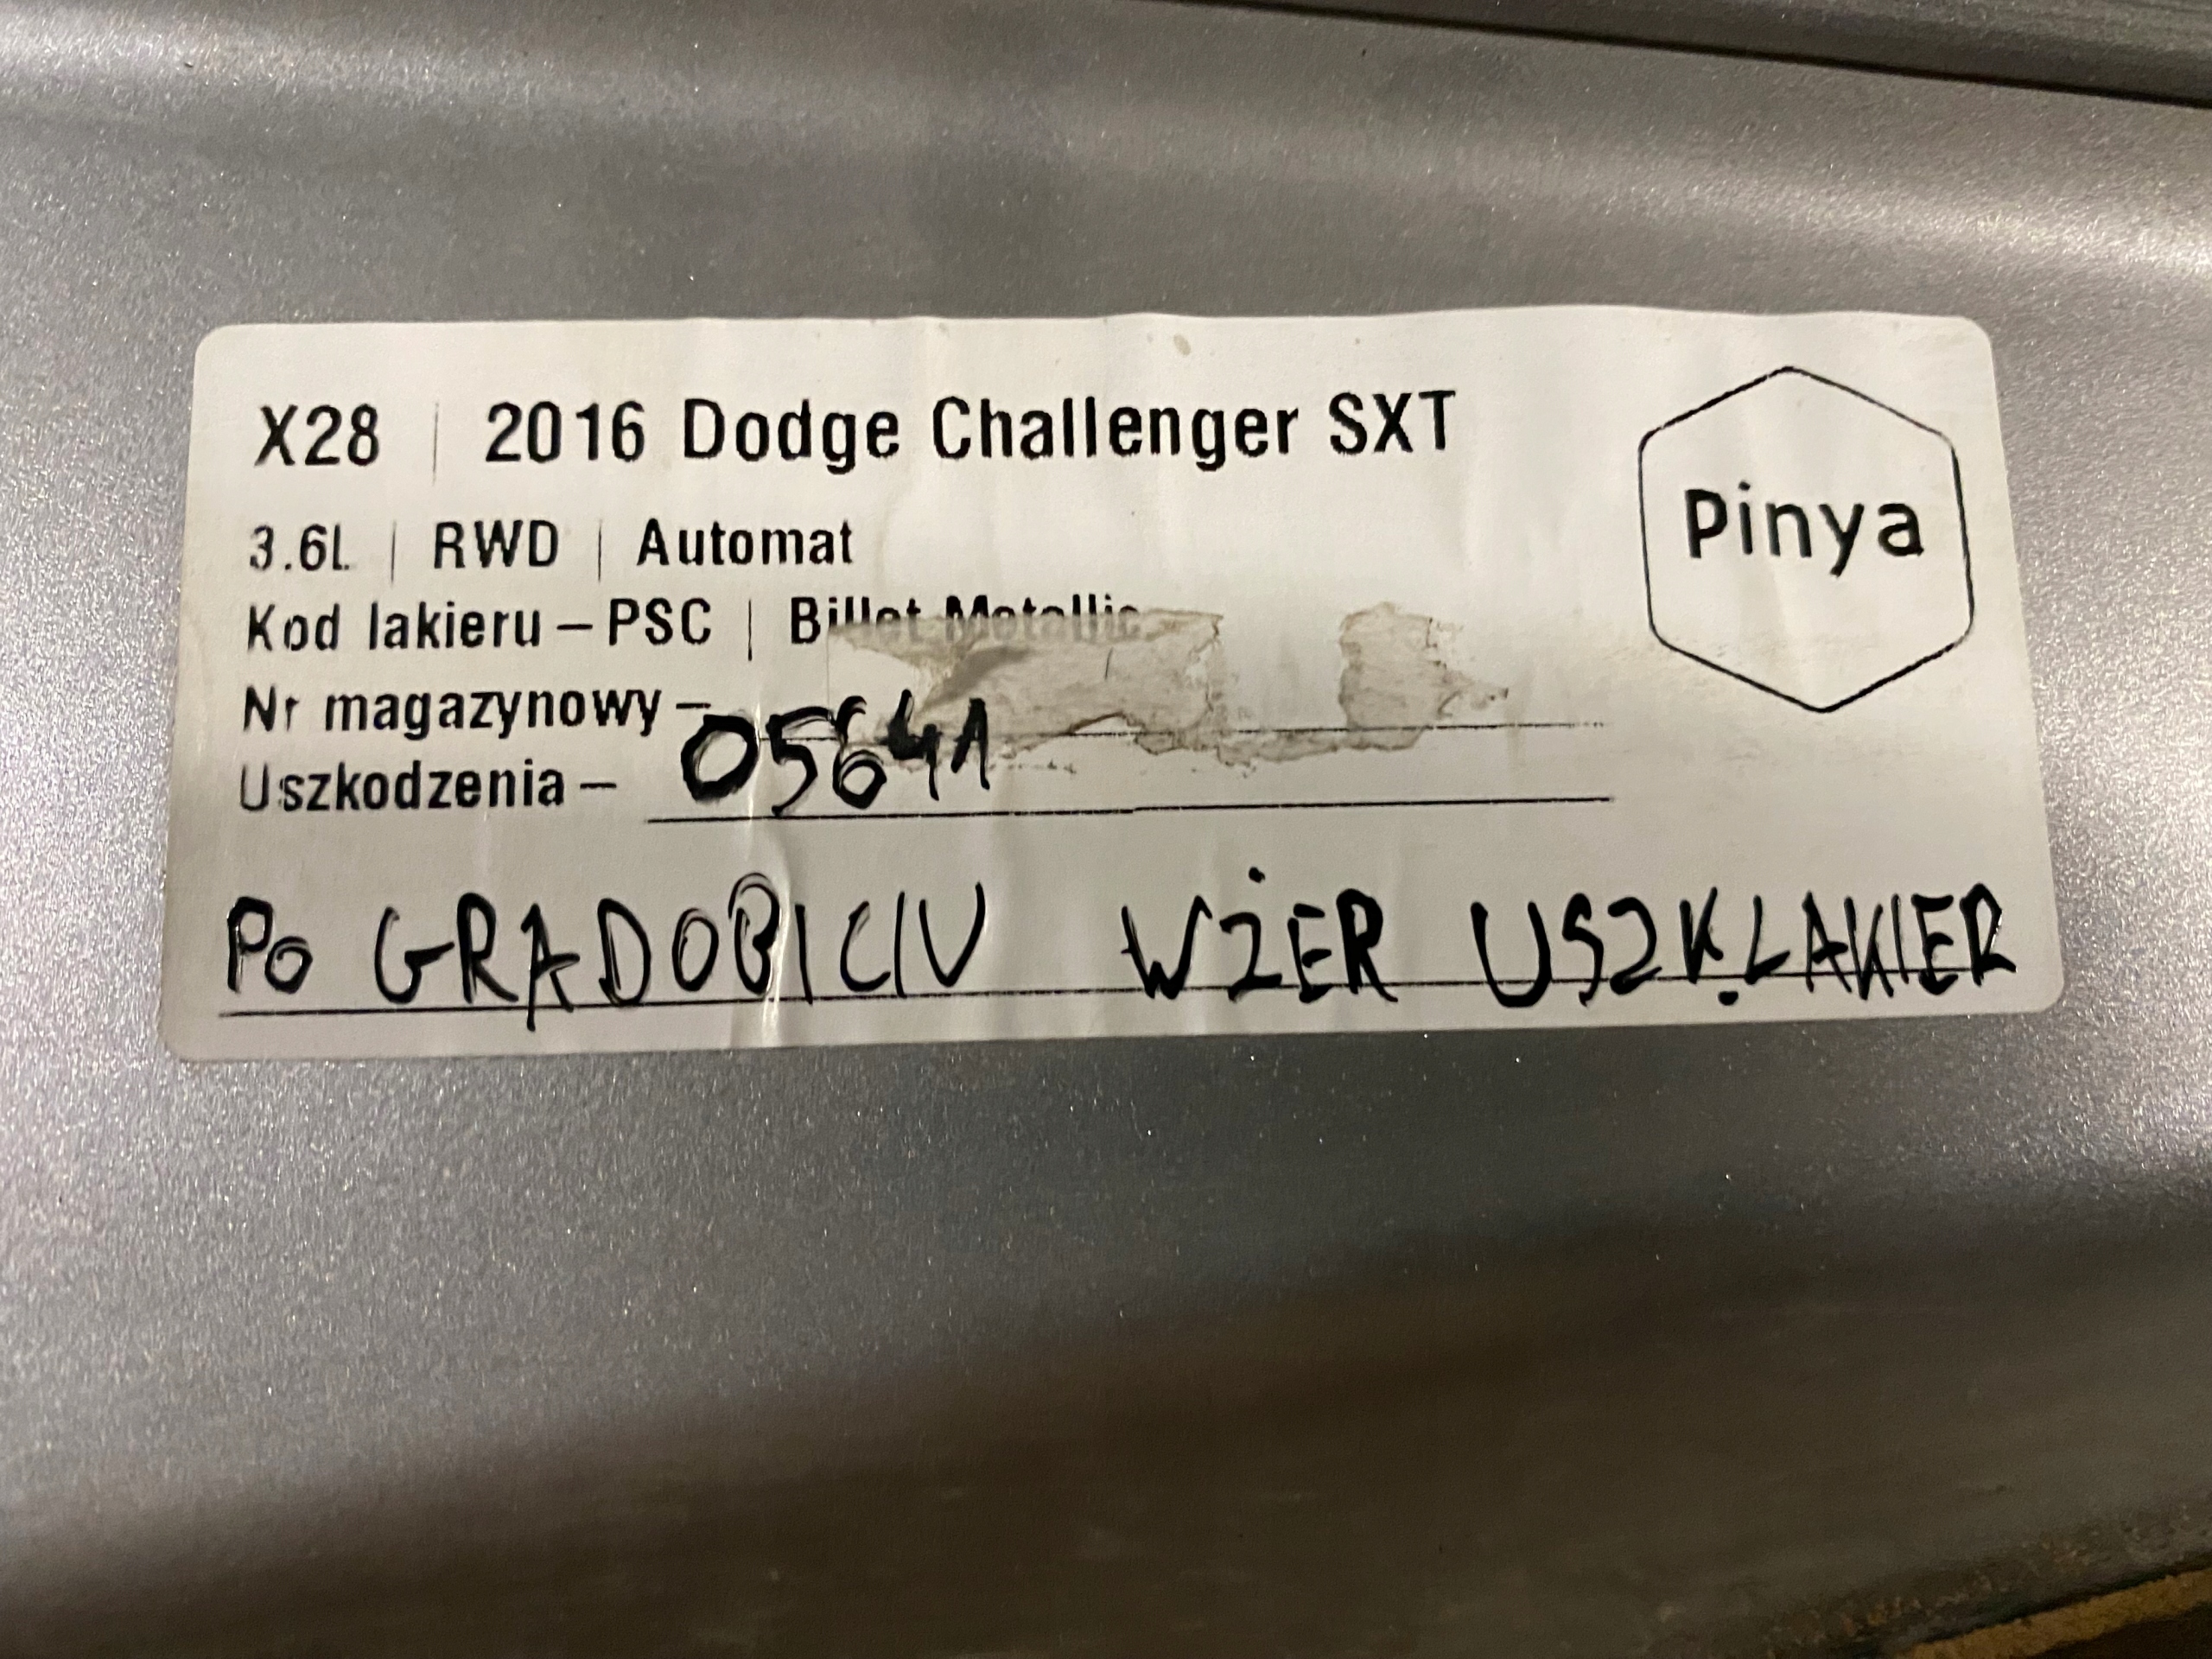 X28 | 2016 Dodge Challenger SXT
Pinya
3.6L | RWD | Automat
Kod lakieru – PSC | Billet Metallic
Nr magazynowy –
05641
Uszkodzenia –
PO GRADOBICIU WŻER USZK.LAKIER